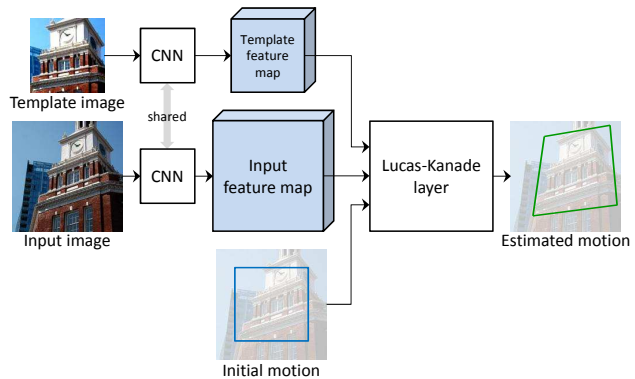 Template image
CNN
Template
feature
map
shared
Input image
CNN
Input
feature map
Lucas-Kanade
layer
Estimated motion
Initial motion